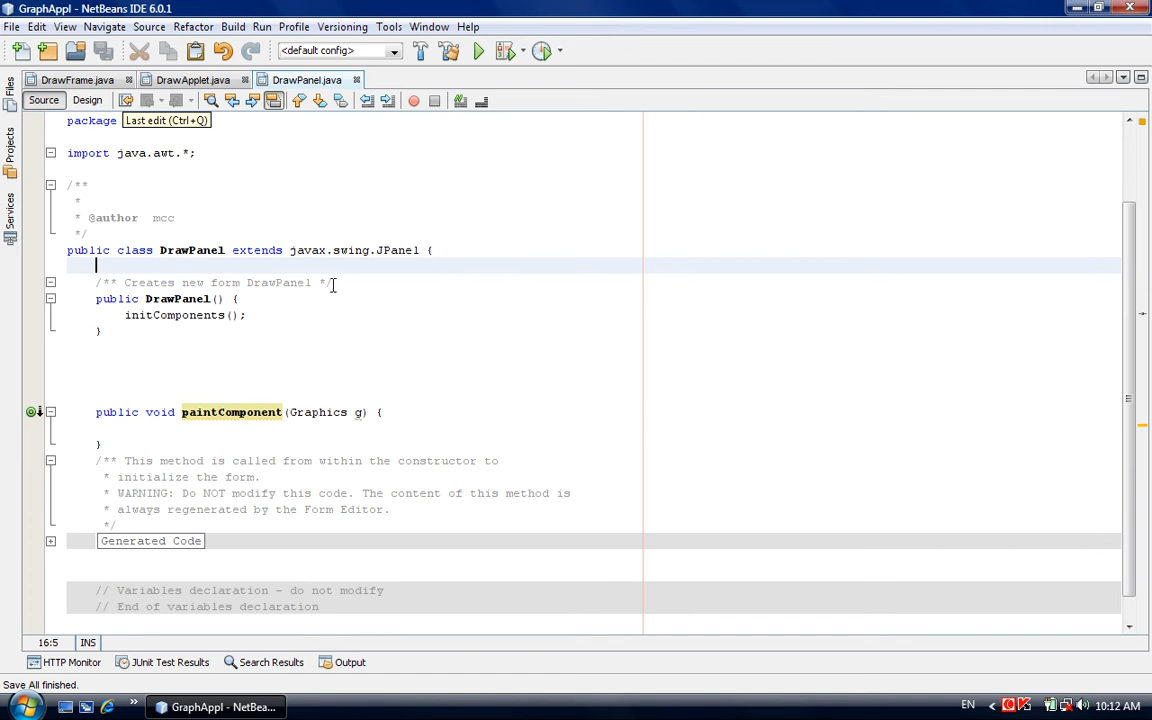 GraphAppl - NetBeans IDE 6.0.1
File Edit View Navigate Source Refactor Build Run Profile Versioning Tools Window Help
<default config>
DrawFrame.java DrawApplet.java DrawPanel.java
Source Design
package Last edit (Ctrl+Q)
import java.awt.*;
/**
*
* @author mcc
*/
public class DrawPanel extends javax.swing.JPanel {
/** Creates new form DrawPanel */
public DrawPanel() {
initComponents();
}
public void paintComponent(Graphics g) {
}
/** This method is called from within the constructor to
* initialize the form.
* WARNING: Do NOT modify this code. The content of this method is
* always regenerated by the Form Editor.
*/
Generated Code
// Variables declaration - do not modify
// End of variables declaration
16:5 INS
HTTP Monitor JUnit Test Results Search Results Output
Save All finished.
GraphAppl - NetBea... EN 10:12 AM
Files
Projects
Services